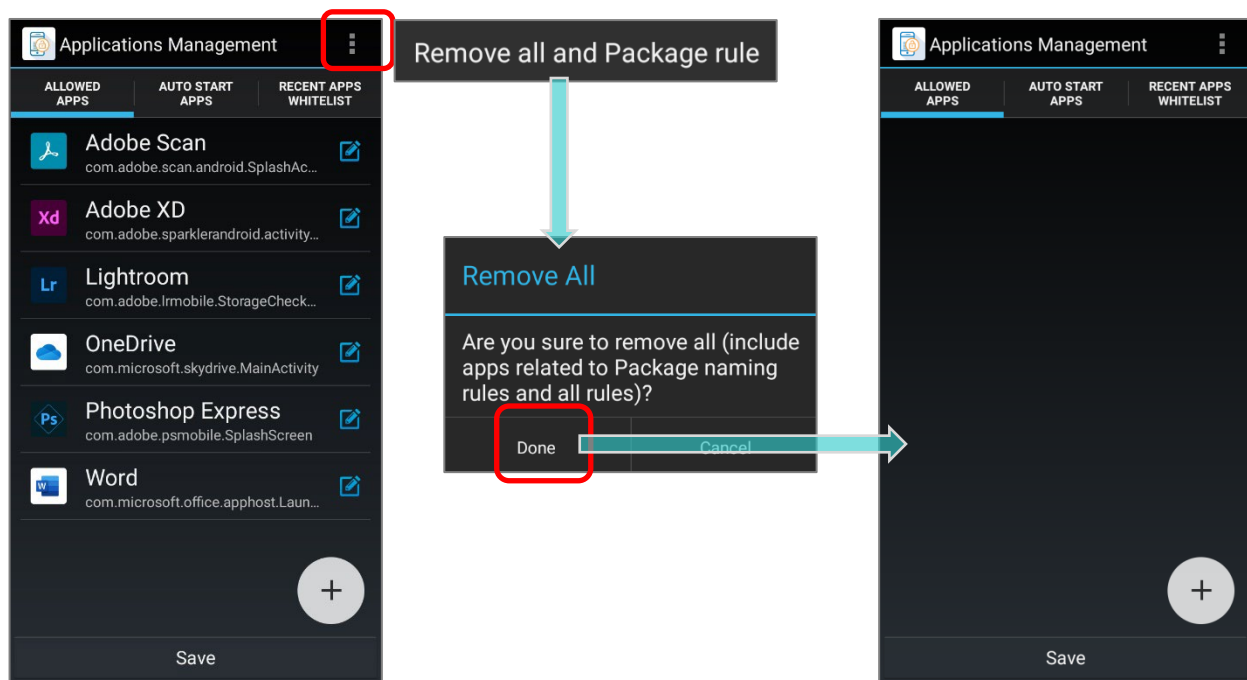 Applications Management
ALLOWED
APPS
AUTO START
APPS
RECENT APPS
WHITELIST
Adobe Scan
com.adobe.scan.android.SplashAc...
Xd
Adobe XD
com.adobe.sparklerandroid.activity...
Lr
Lightroom
com.adobe.lrmobile.StorageCheck...
OneDrive
com.microsoft.skydrive.MainActivity
Ps
Photoshop Express
com.adobe.psmobile.SplashScreen
W
Word
com.microsoft.office.apphost.Laun...
+
Save
Remove all and Package rule
Remove All
Are you sure to remove all (include
apps related to Package naming
rules and all rules)?
Done
Cancel
Applications Management
ALLOWED
APPS
AUTO START
APPS
RECENT APPS
WHITELIST
+
Save